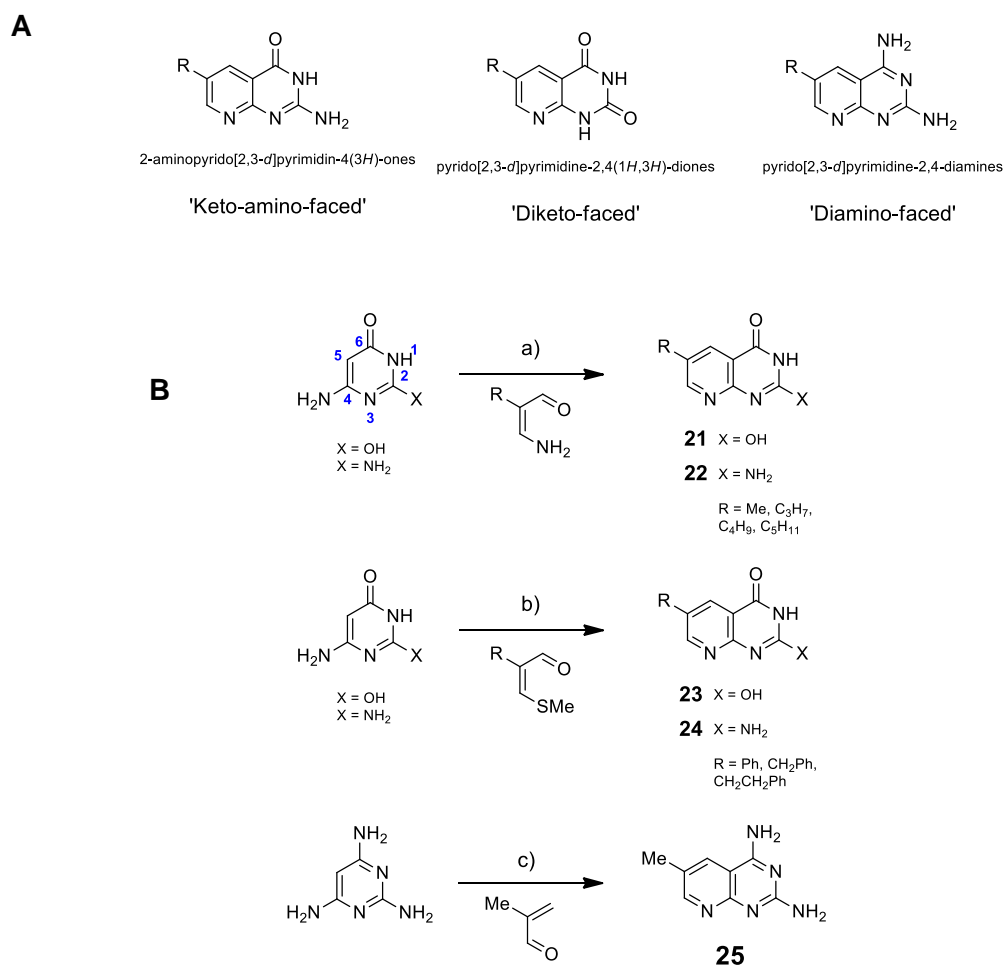 A
O
R
NH
N
N
NH2
2-aminopyrido[2,3-d]pyrimidin-4(3H)-ones
'Keto-amino-faced'
O
R
NH
N
N
H
O
pyrido[2,3-d]pyrimidine-2,4(1H,3H)-diones
'Diketo-faced'
NH2
R
N
N
N
NH2
pyrido[2,3-d]pyrimidine-2,4-diamines
'Diamino-faced'
B
O
6
5
NH
1
2
H2N
4
N
3
X
X = OH
X = NH2
a)
R
O
NH2
O
R
NH
N
N
X
21 X = OH
22 X = NH2
R = Me, C3H7,
C4H9, C5H11
O
NH
H2N
N
X
X = OH
X = NH2
b)
R
O
SMe
O
R
NH
N
N
X
23 X = OH
24 X = NH2
R = Ph, CH2Ph,
CH2CH2Ph
NH2
N
H2N
N
NH2
c)
Me
O
NH2
Me
N
N
N
NH2
25